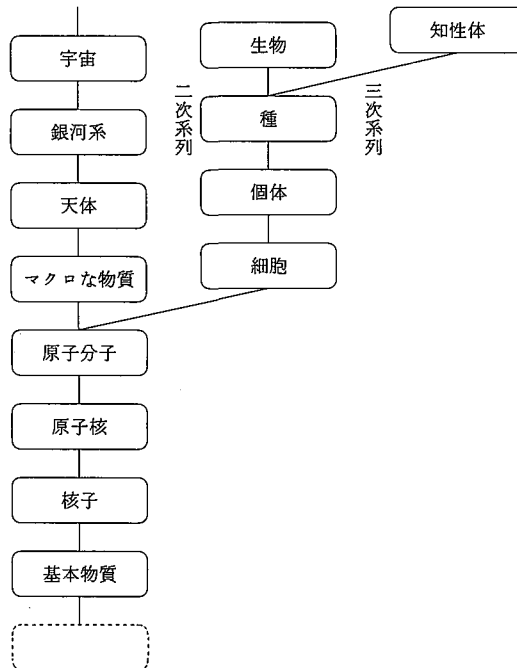 宇宙
銀河系
天体
マクロな物質
原子分子
原子核
核子
基本物質
生物
種
個体
細胞
二次系列
知性体
三次系列